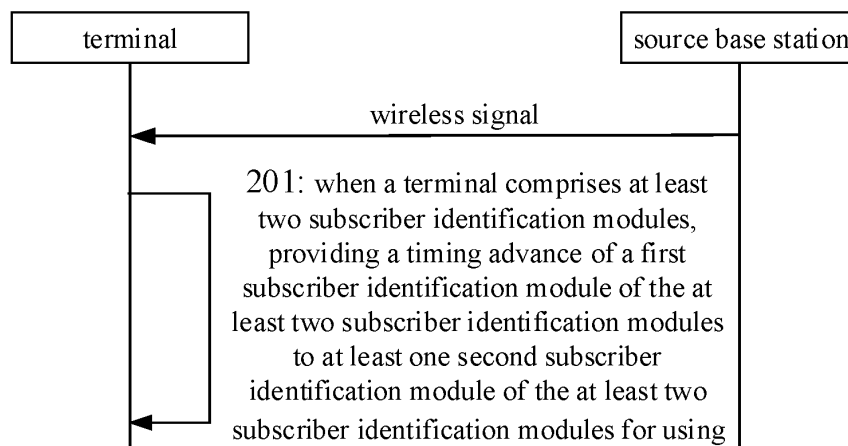 terminal
source base station
wireless signal
201: when a terminal comprises at least
two subscriber identification modules,
providing a timing advance of a first
subscriber identification module of the at
least two subscriber identification modules
to at least one second subscriber
identification module of the at least two
subscriber identification modules for using